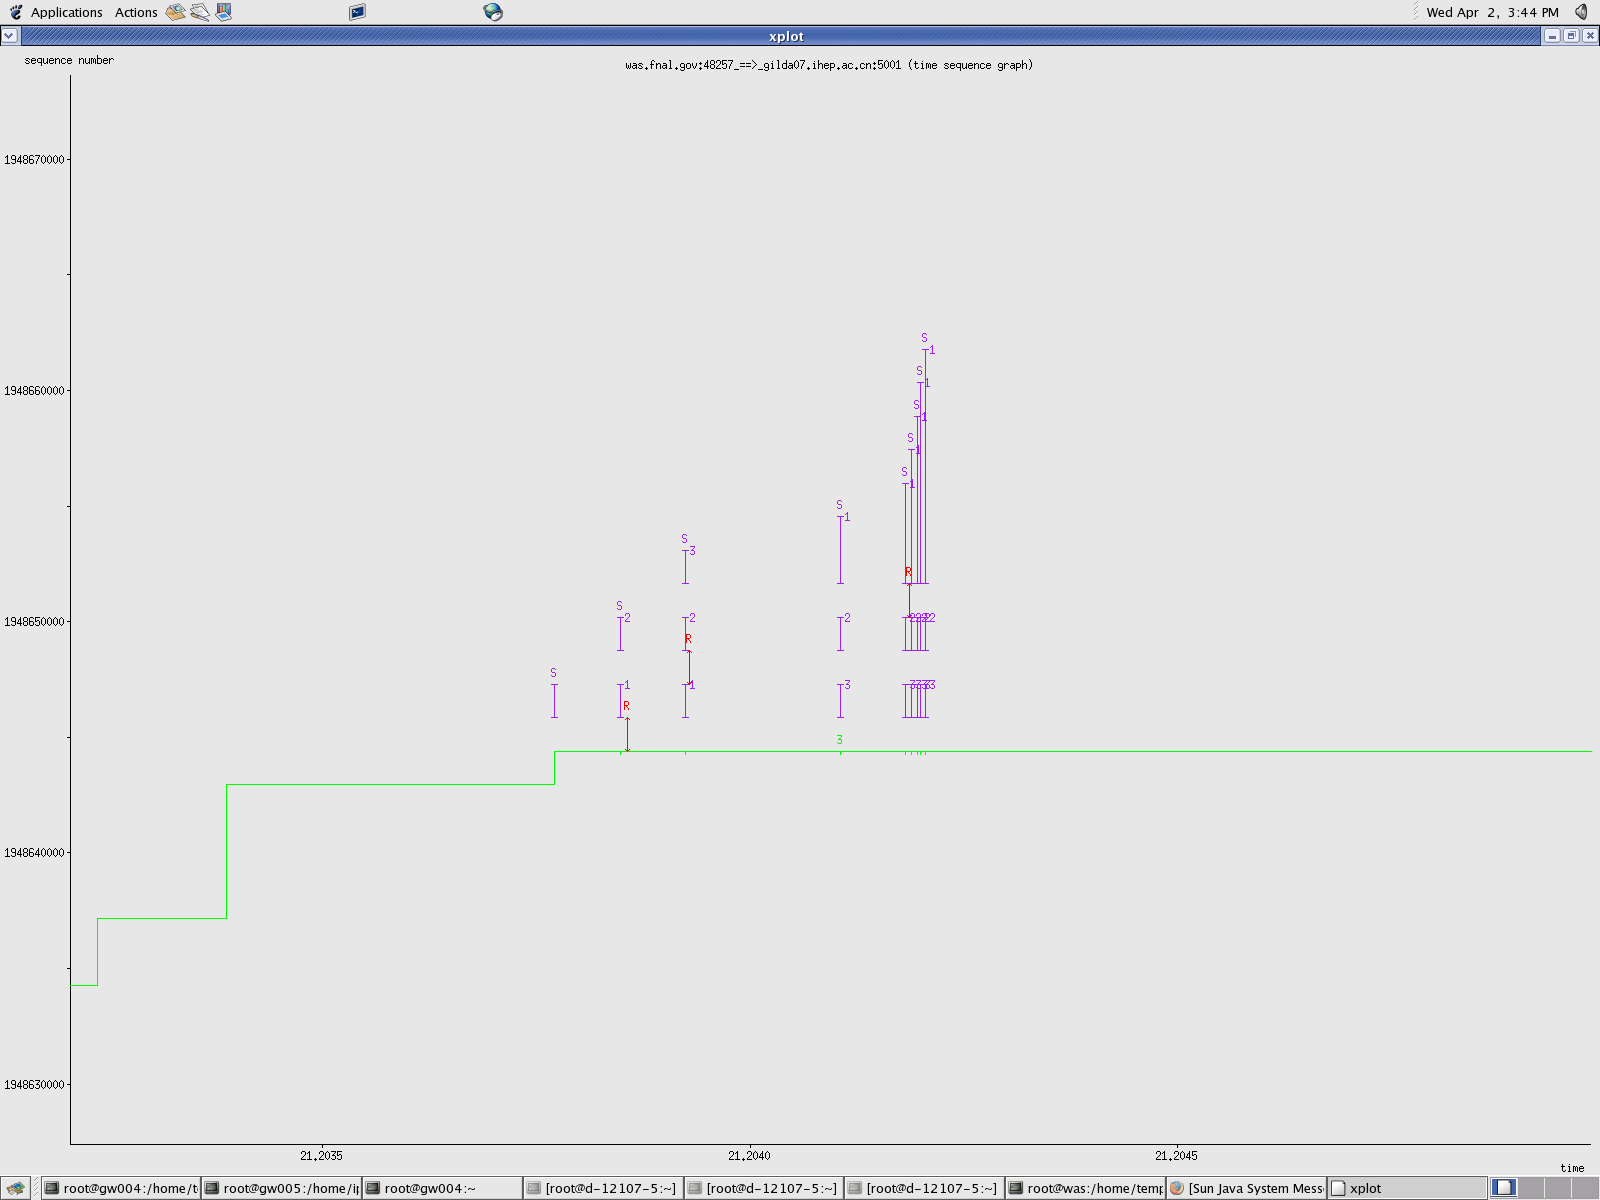 Applications Actions Wed Apr 2, 3:44 PM
xplot
sequence number
was.fnal.gov:48257_==>_gilda07.ihep.ac.cn:5001 (time sequence graph)
1948670000
S
1
S
1948660000
1
S
1
S
1
S
1
S
1
S
3
R
S
2
2
2
1948650000
R
S
1
1
3
R
3
1948640000
1948630000
21.2035 21.2040 21.2045
time
root@gw004:/home/t root@gw005:/home/i root@gw004:~ [root@d-12107-5:~] [root@d-12107-5:~] [root@d-12107-5:~] root@was:/home/temp [Sun Java System Mess xplot